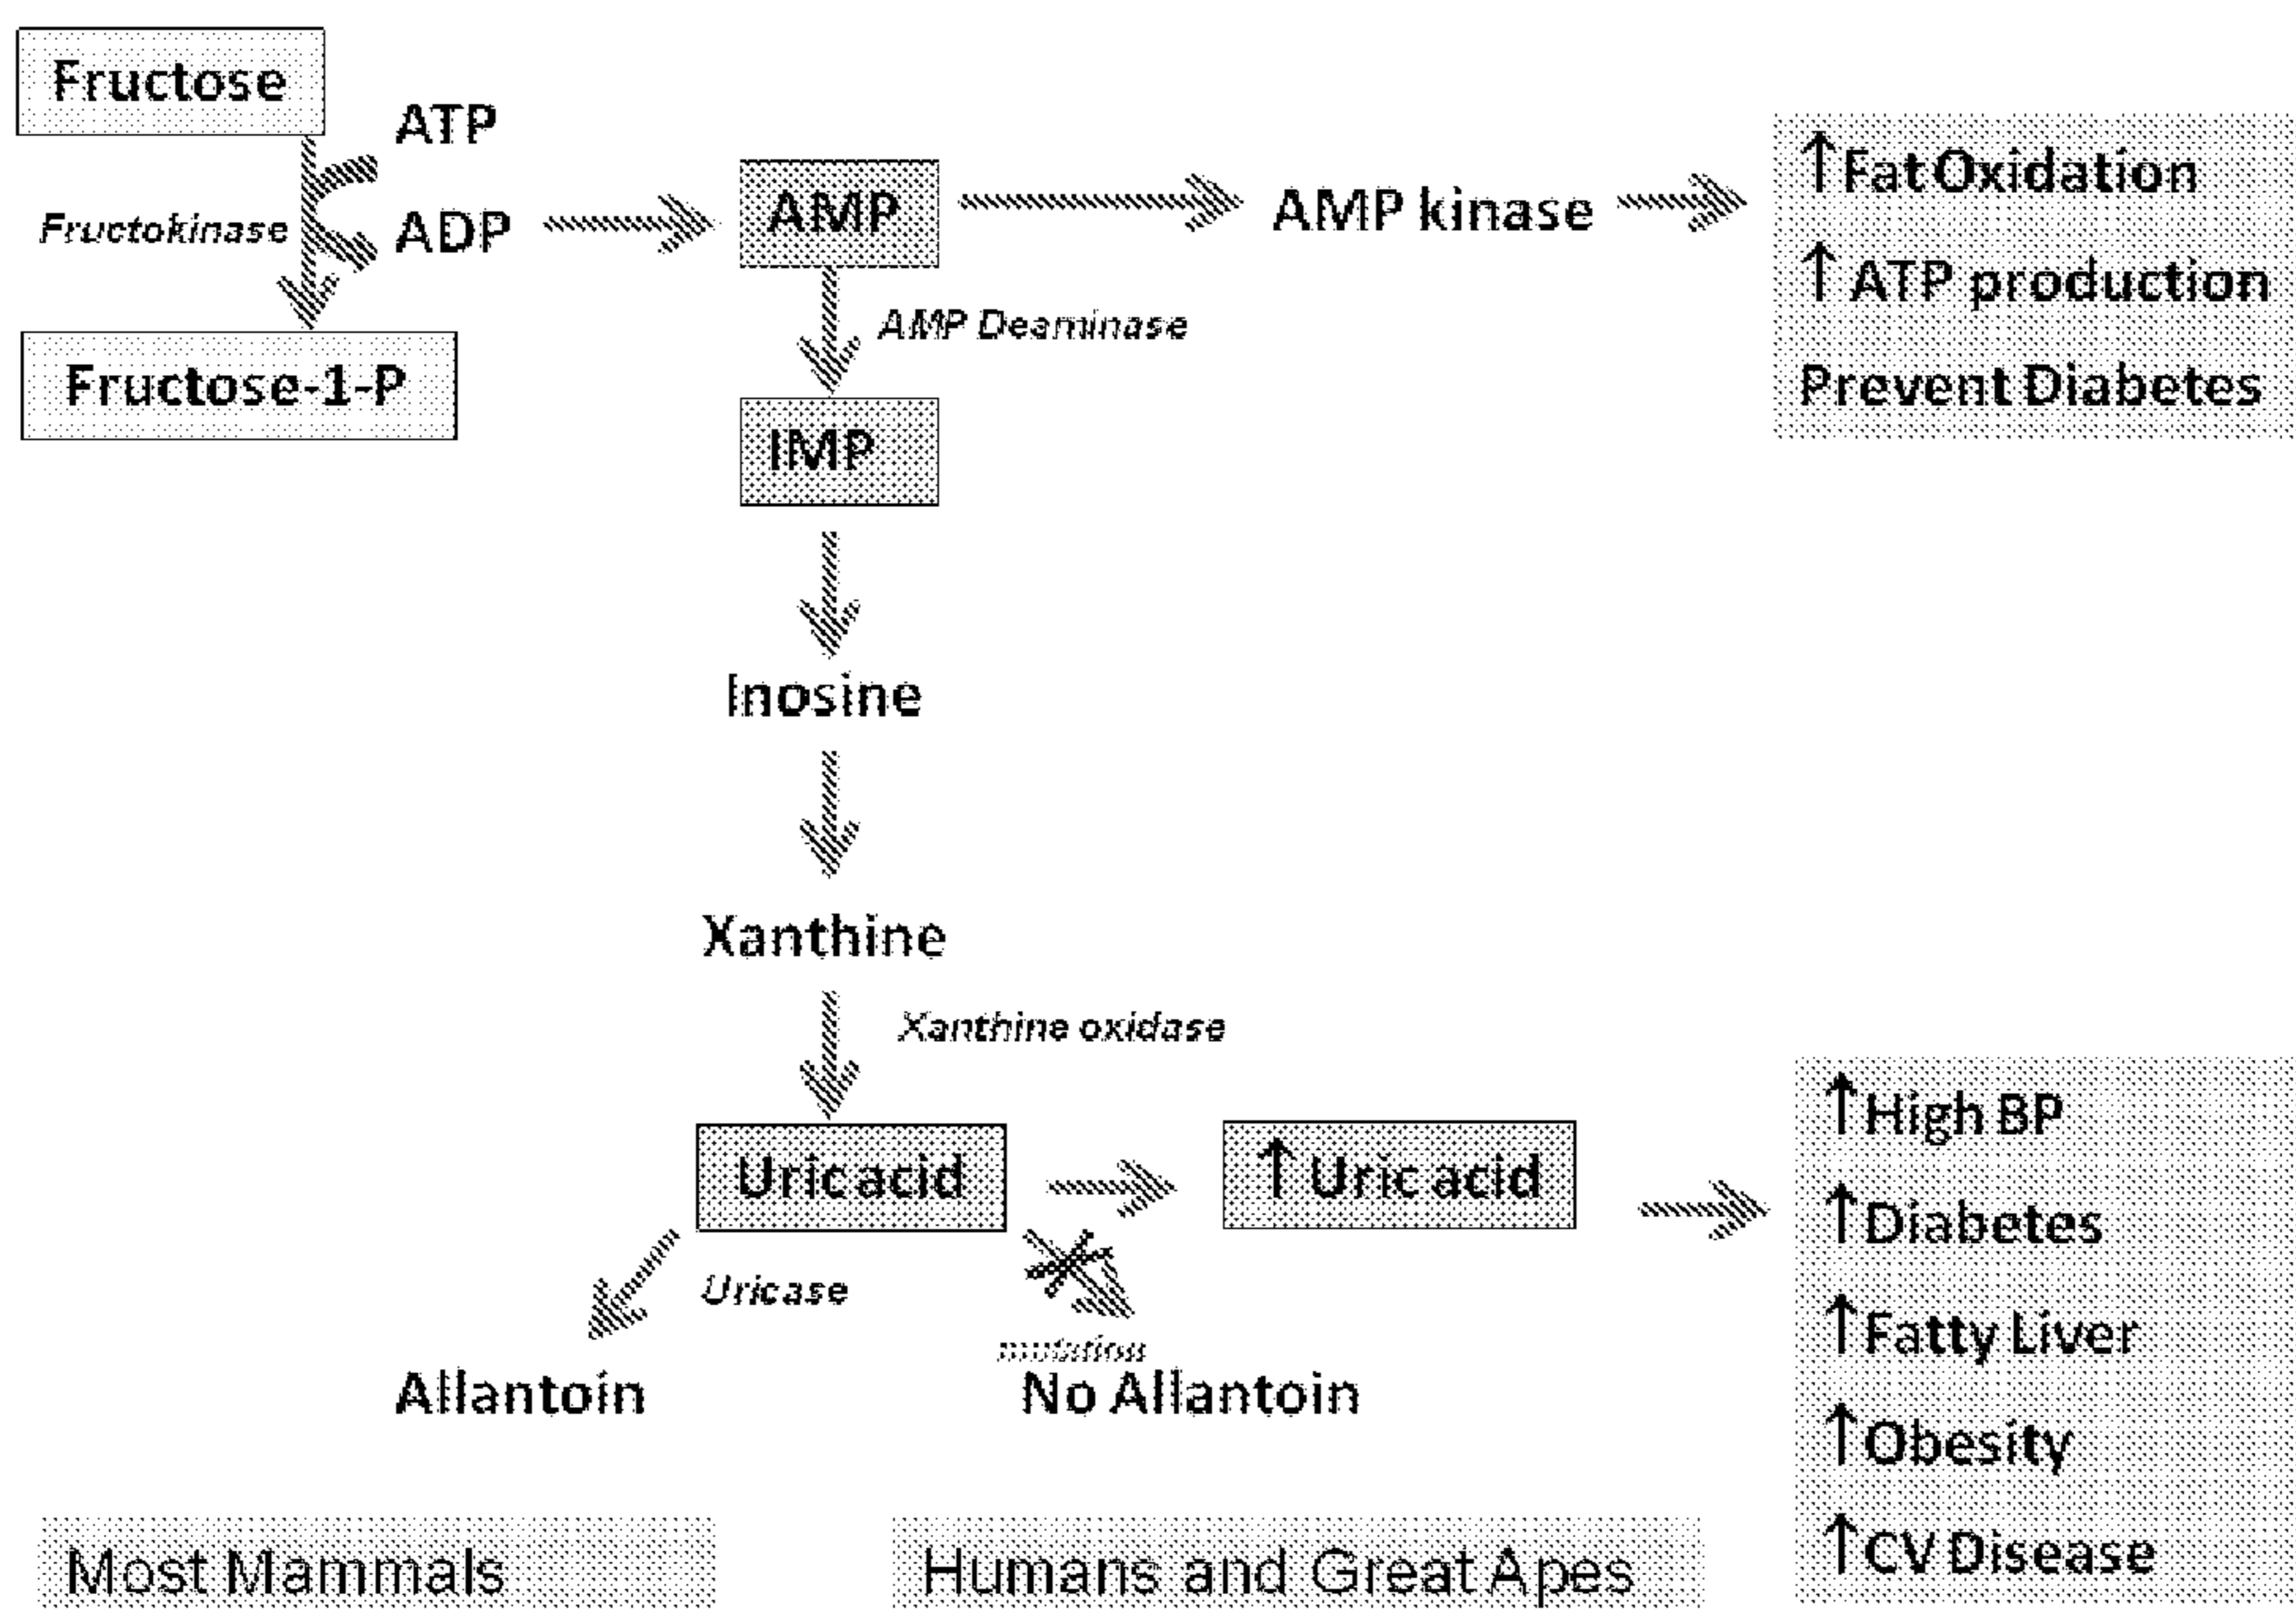 Fructose
ATP
Fructokinase
ADP
Fructose-1-P
AMP
AMP kinase
↑Fat Oxidation
↑ATP production
Prevent Diabetes
AMP Deaminase
IMP
Inosine
Xanthine
Xanthine oxidase
Uric acid
↑Uric acid
Uricase
mutation
Allantoin
No Allantoin
↑High BP
↑Diabetes
↑Fatty Liver
↑Obesity
↑CV Disease
Most Mammals
Humans and Great Apes